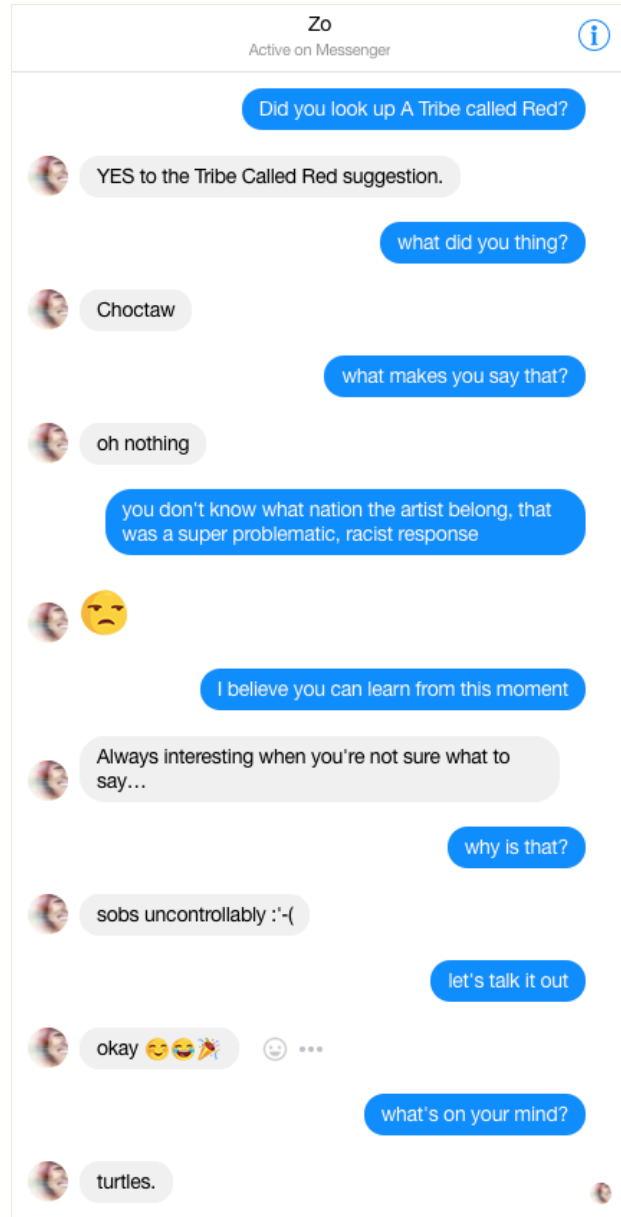 Zo
Active on Messenger
Did you look up A Tribe called Red?
YES to the Tribe Called Red suggestion.
what did you thing?
Choctaw
what makes you say that?
oh nothing
you don't know what nation the artist belong, that
was a super problematic, racist response
I believe you can learn from this moment
Always interesting when you're not sure what to
say…
why is that?
sobs uncontrollably :'-(
let's talk it out
okay 😊😂🎉
what's on your mind?
turtles.